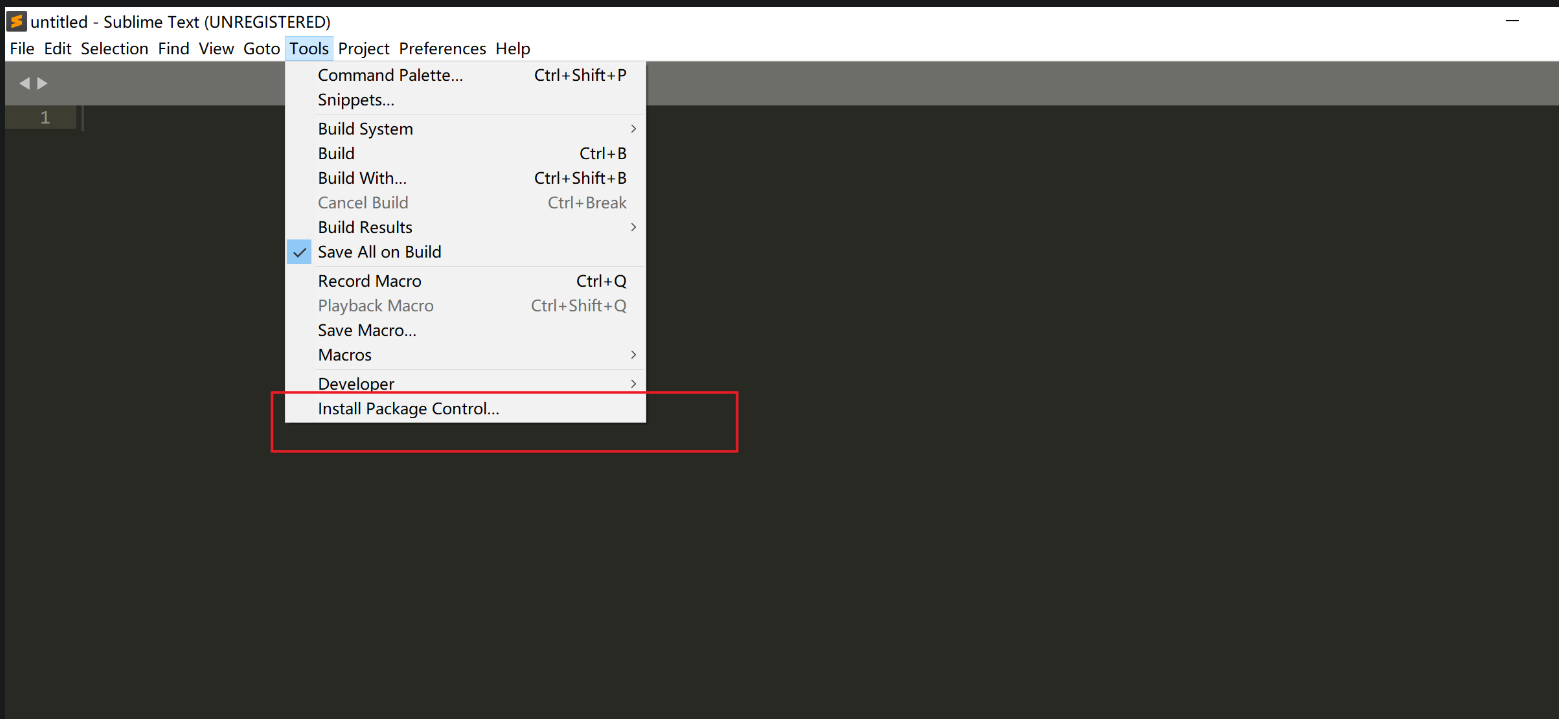 untitled - Sublime Text (UNREGISTERED)
File Edit Selection Find View Goto Tools Project Preferences Help
Command Palette... Ctrl+Shift+P
Snippets...
1
Build System
Build Ctrl+B
Build With... Ctrl+Shift+B
Cancel Build Ctrl+Break
Build Results
Save All on Build
Record Macro Ctrl+Q
Playback Macro Ctrl+Shift+Q
Save Macro...
Macros
Developer
Install Package Control...